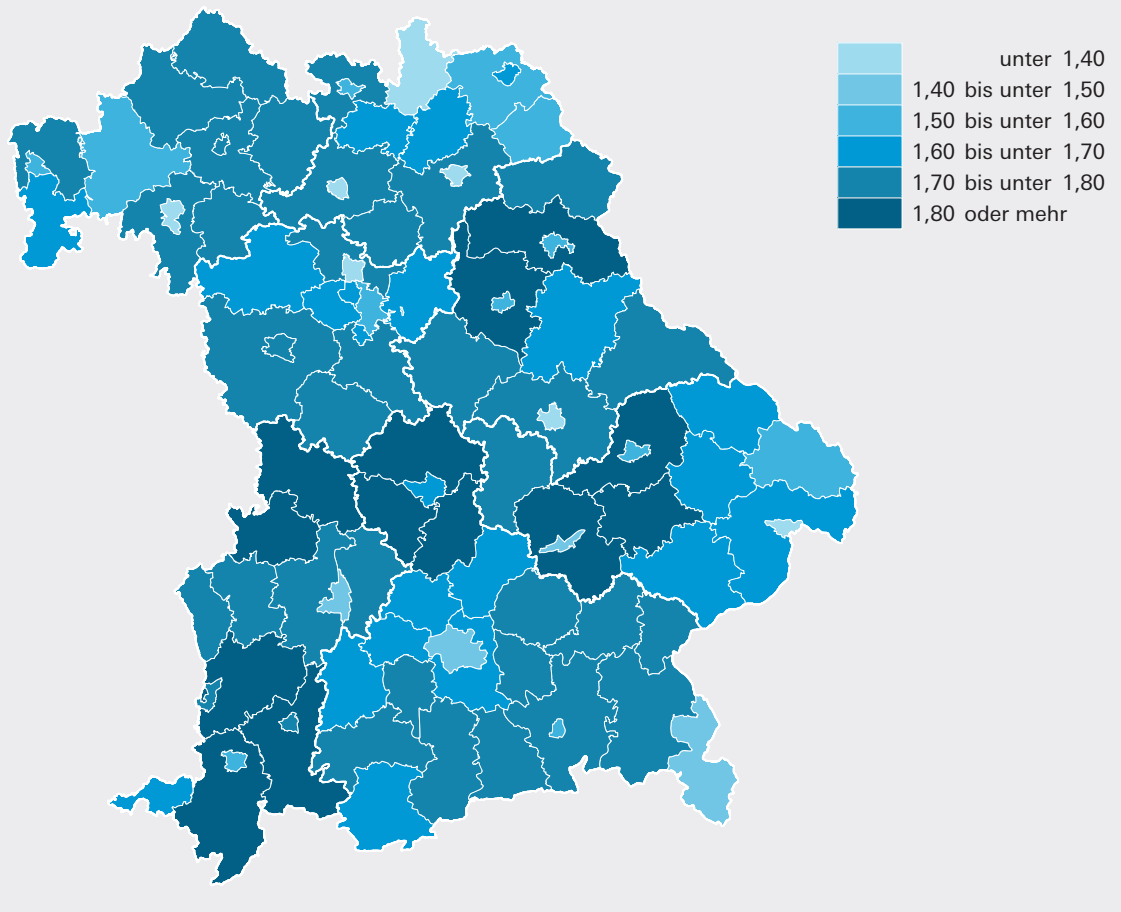 unter 1,40
1,40 bis unter 1,50
1,50 bis unter 1,60
1,60 bis unter 1,70
1,70 bis unter 1,80
1,80 oder mehr